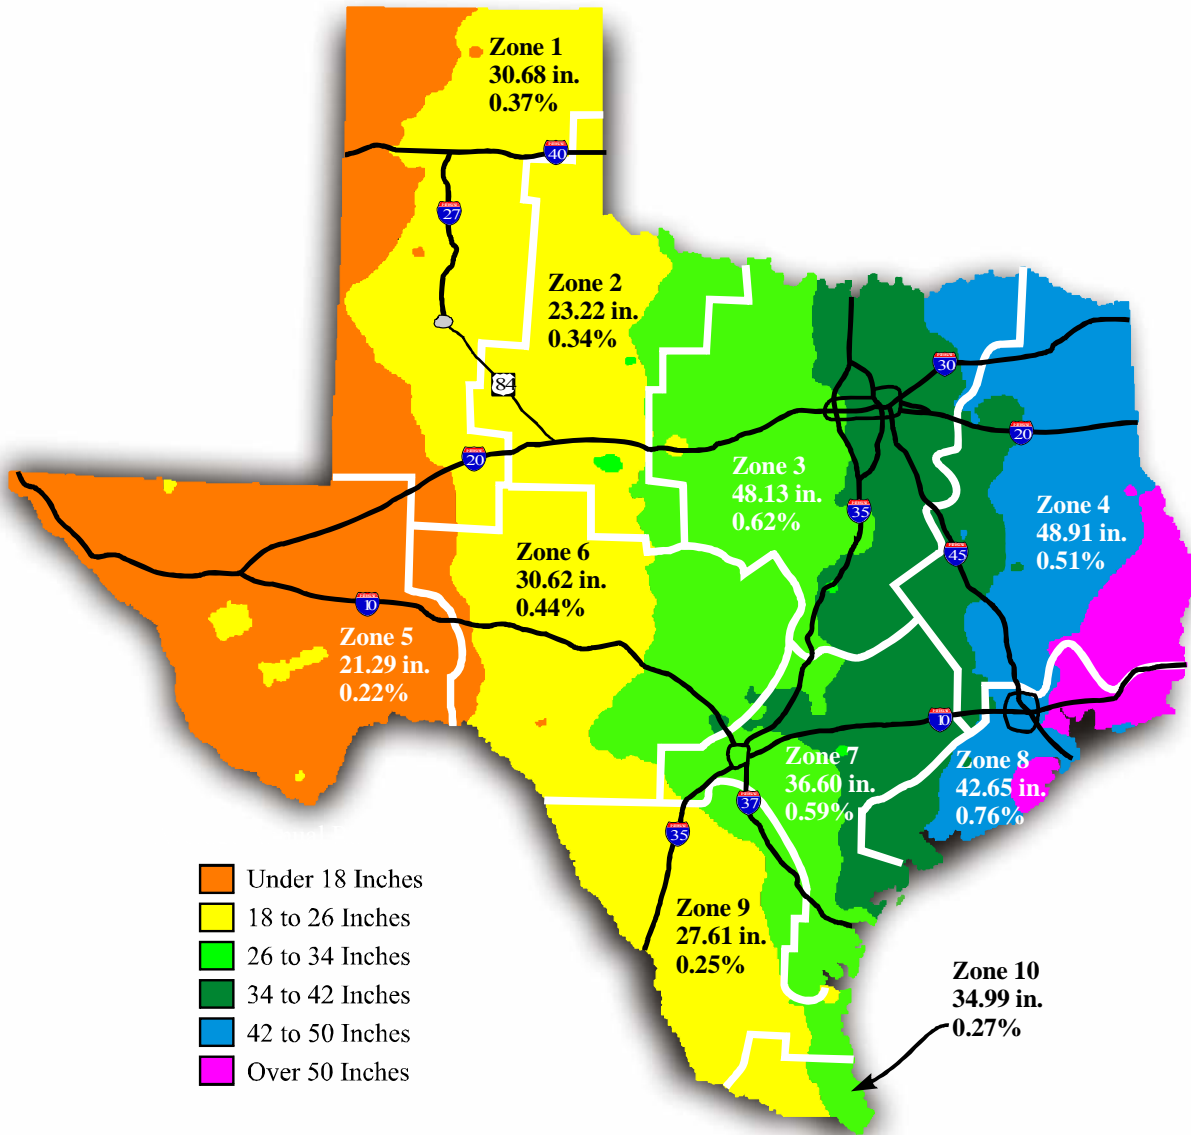 Zone 1
30.68 in.
0.37%
40
27
Zone 2
23.22 in.
0.34%
84
30
20
20
Zone 3
48.13 in.
0.62%
35
Zone 4
48.91 in.
0.51%
45
Zone 6
30.62 in.
0.44%
10
Zone 5
21.29 in.
0.22%
10
Zone 7
36.60 in.
0.59%
Zone 8
42.65 in.
0.76%
37
35
Zone 9
27.61 in.
0.25%
Zone 10
34.99 in.
0.27%
Under 18 Inches
18 to 26 Inches
26 to 34 Inches
34 to 42 Inches
42 to 50 Inches
Over 50 Inches